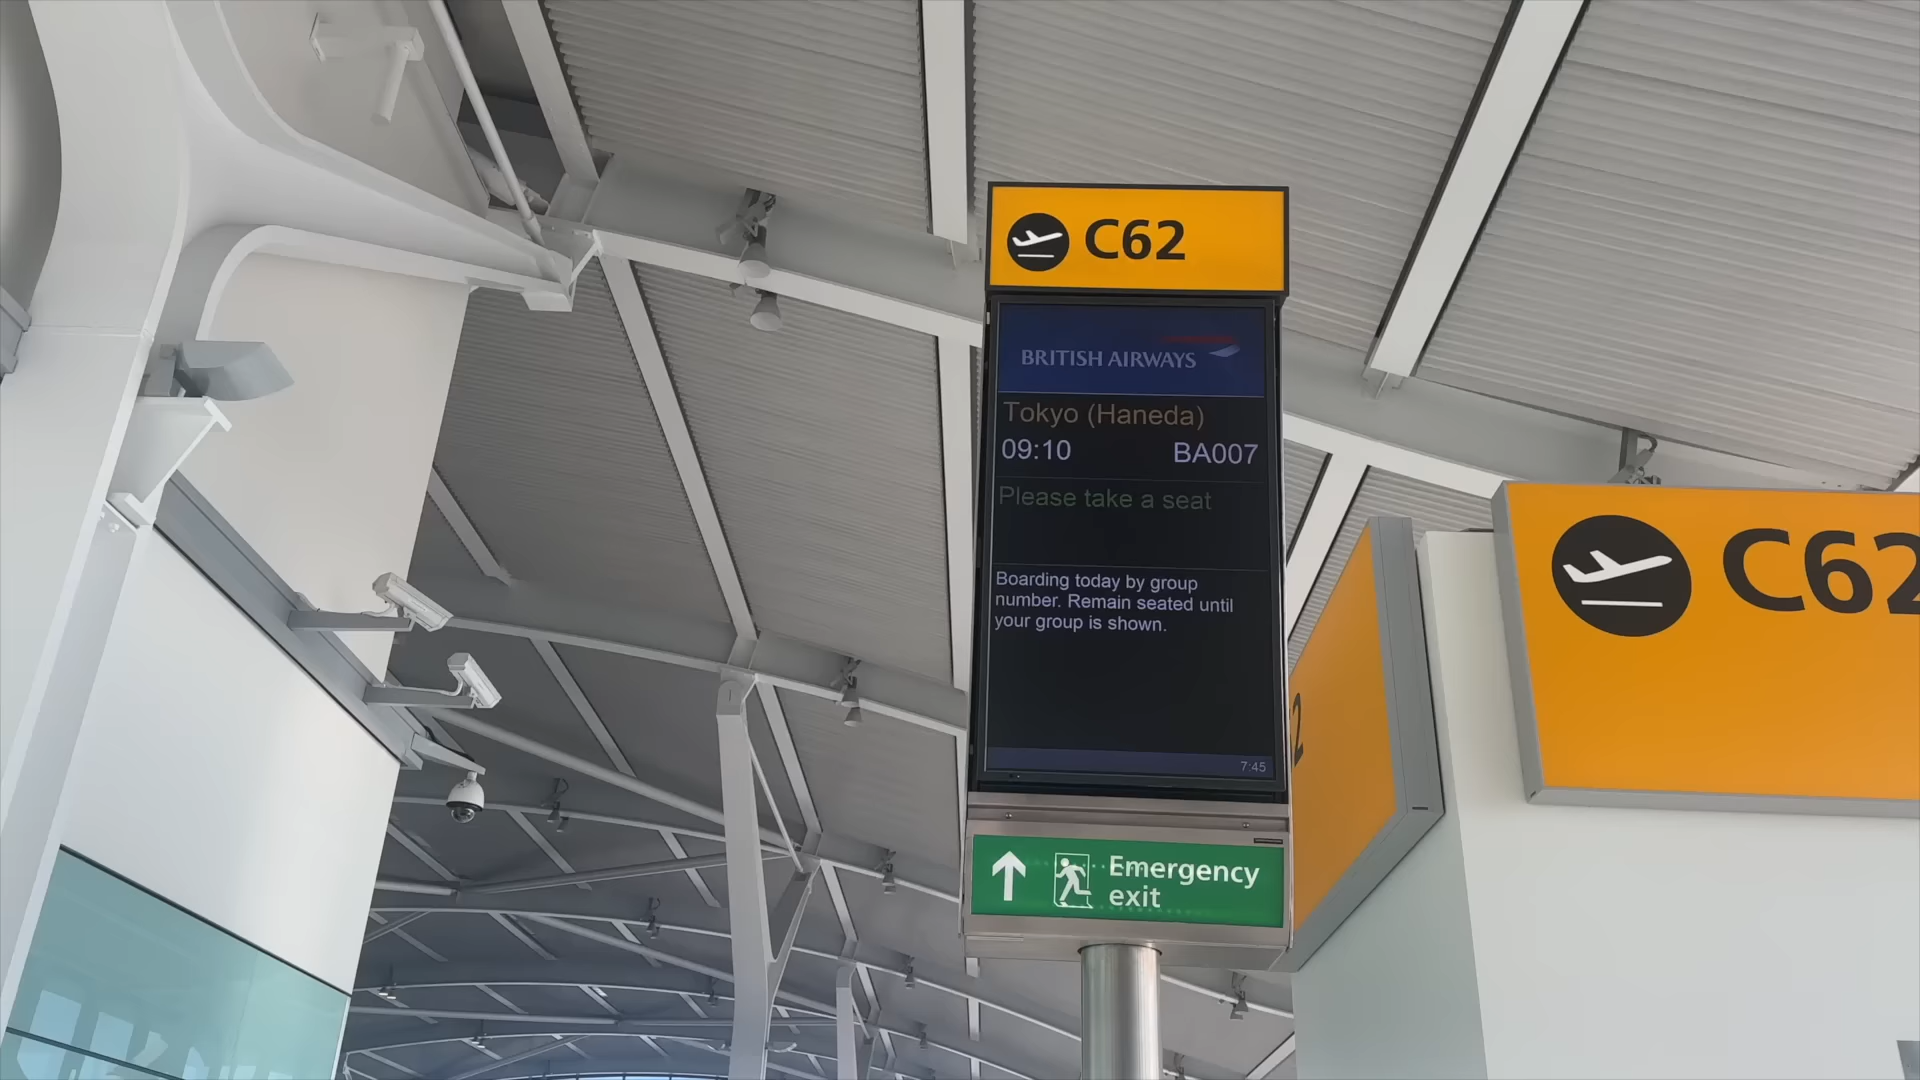 C62
BRITISH AIRWAYS
Tokyo (Haneda)
09:10 BA007
Please take a seat
Boarding today by group
number. Remain seated until
your group is shown.
7:45
Emergency
exit
2
C62